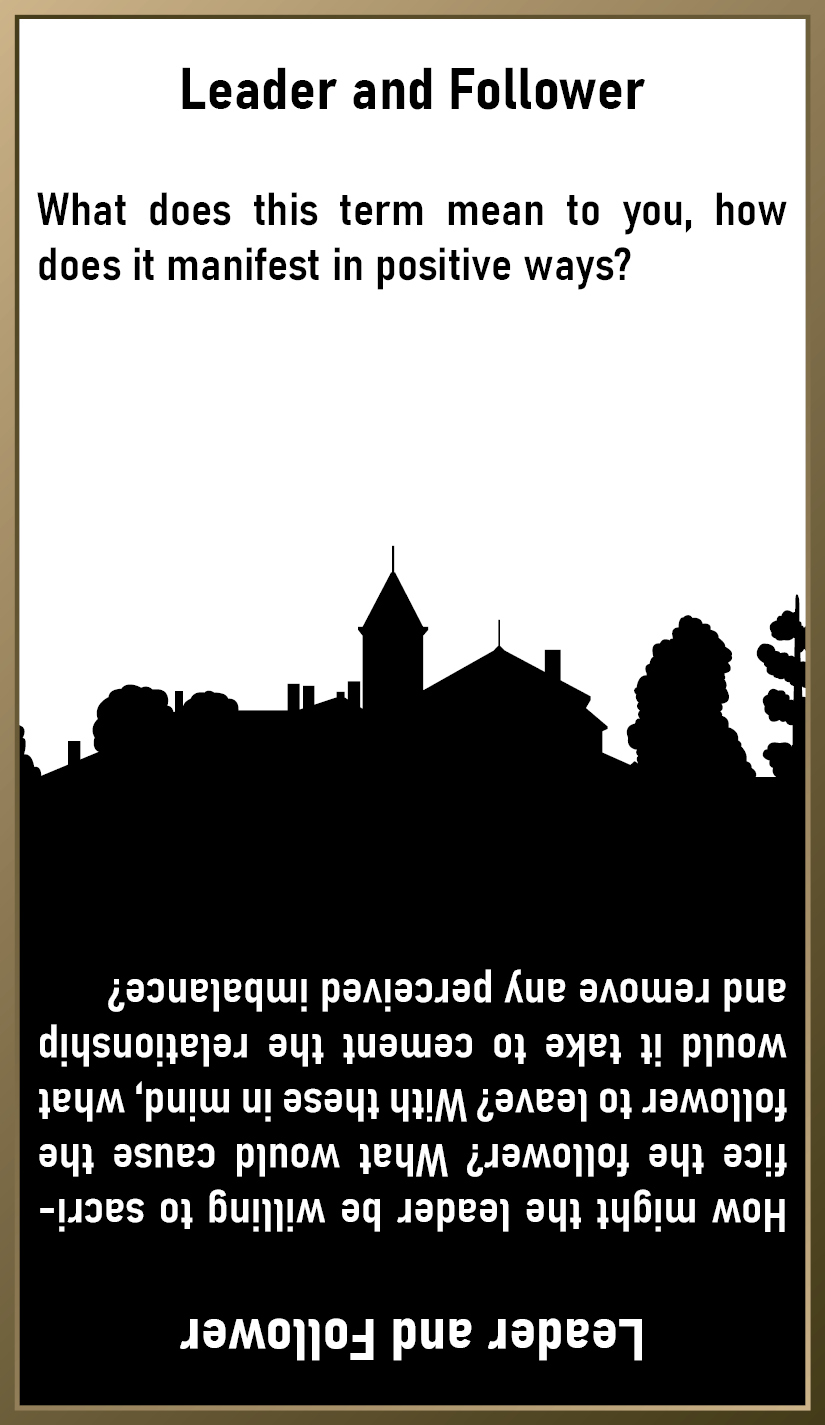 Leader and Follower
What does this term mean to you, how
does it manifest in positive ways?
Leader and Follower
How might the leader be willing to sacri-
fice the follower? What would cause the
follower to leave? With these in mind, what
would it take to cement the relationship
and remove any perceived imbalance?